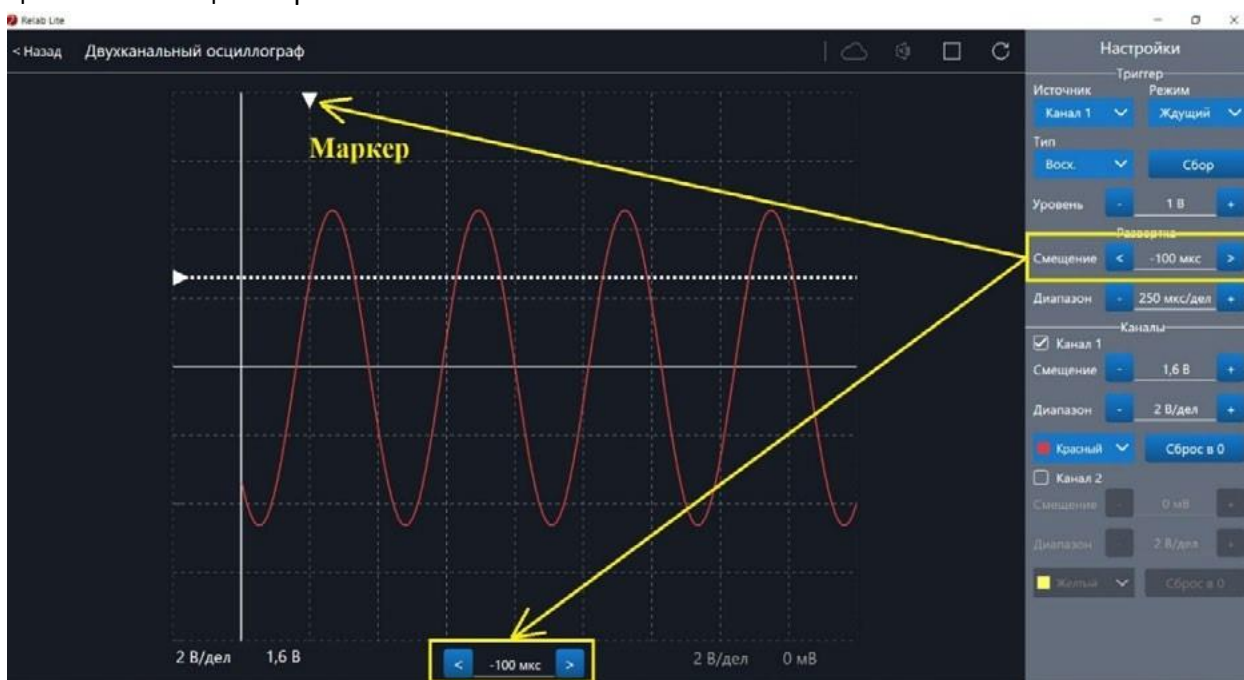 Relab Lite
< Назад Двухканальный осциллограф
Маркер
2 В/дел 1,6 В
< -100 мкс >
2 В/дел 0 мВ
Настройки
Триггер
Источник Режим
Канал 1 Ждущий
Тип
Восх. Сбор
Уровень - 1 В +
Развертка
Смещение < -100 мкс >
Диапазон - 250 мкс/дел +
Каналы
Канал 1
Смещение - 1,6 В +
Диапазон - 2 В/дел +
Красный Сброс в 0
Канал 2
Смещение - 0 мВ +
Диапазон - 2 В/дел +
Желтый Сброс в 0